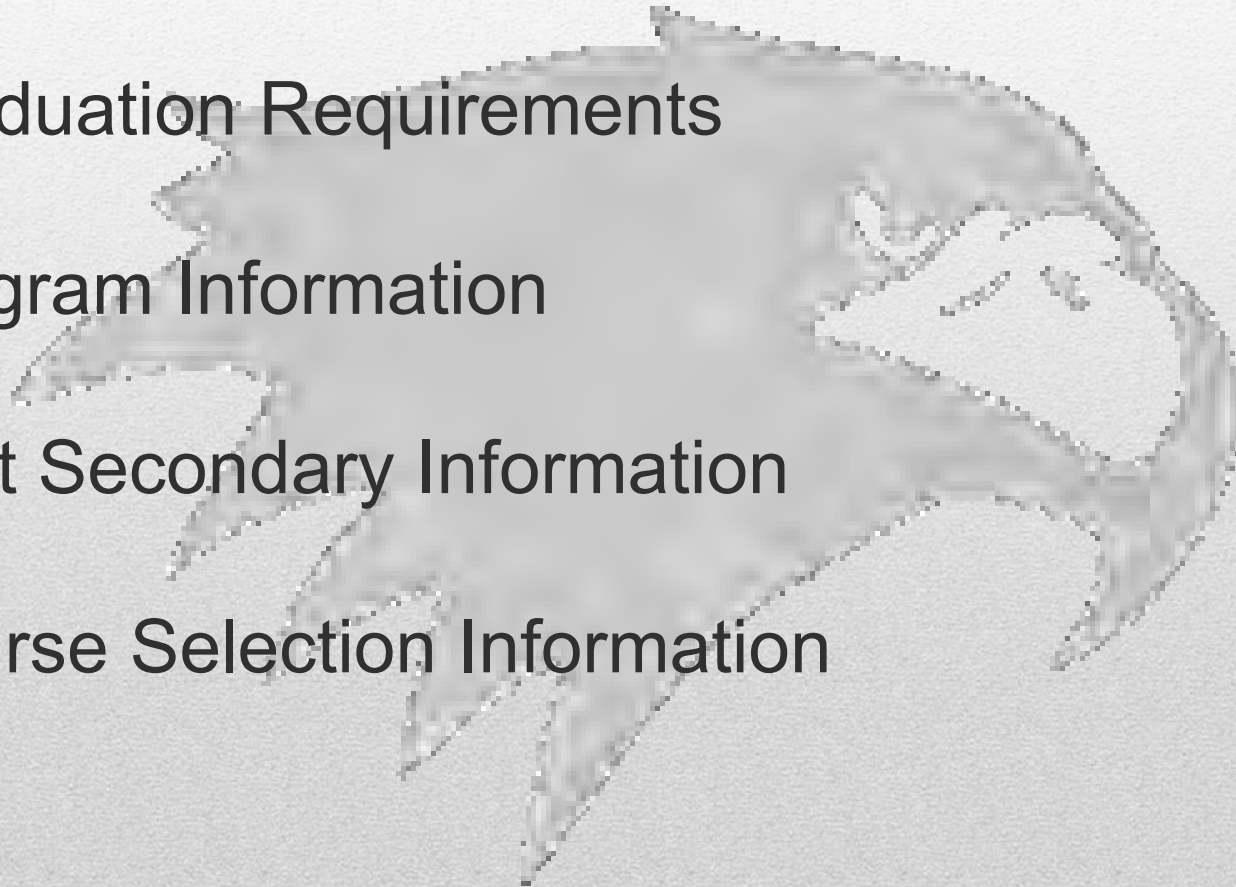 duation Requirements
gram Information
t Secondary Information
rse Selection Information